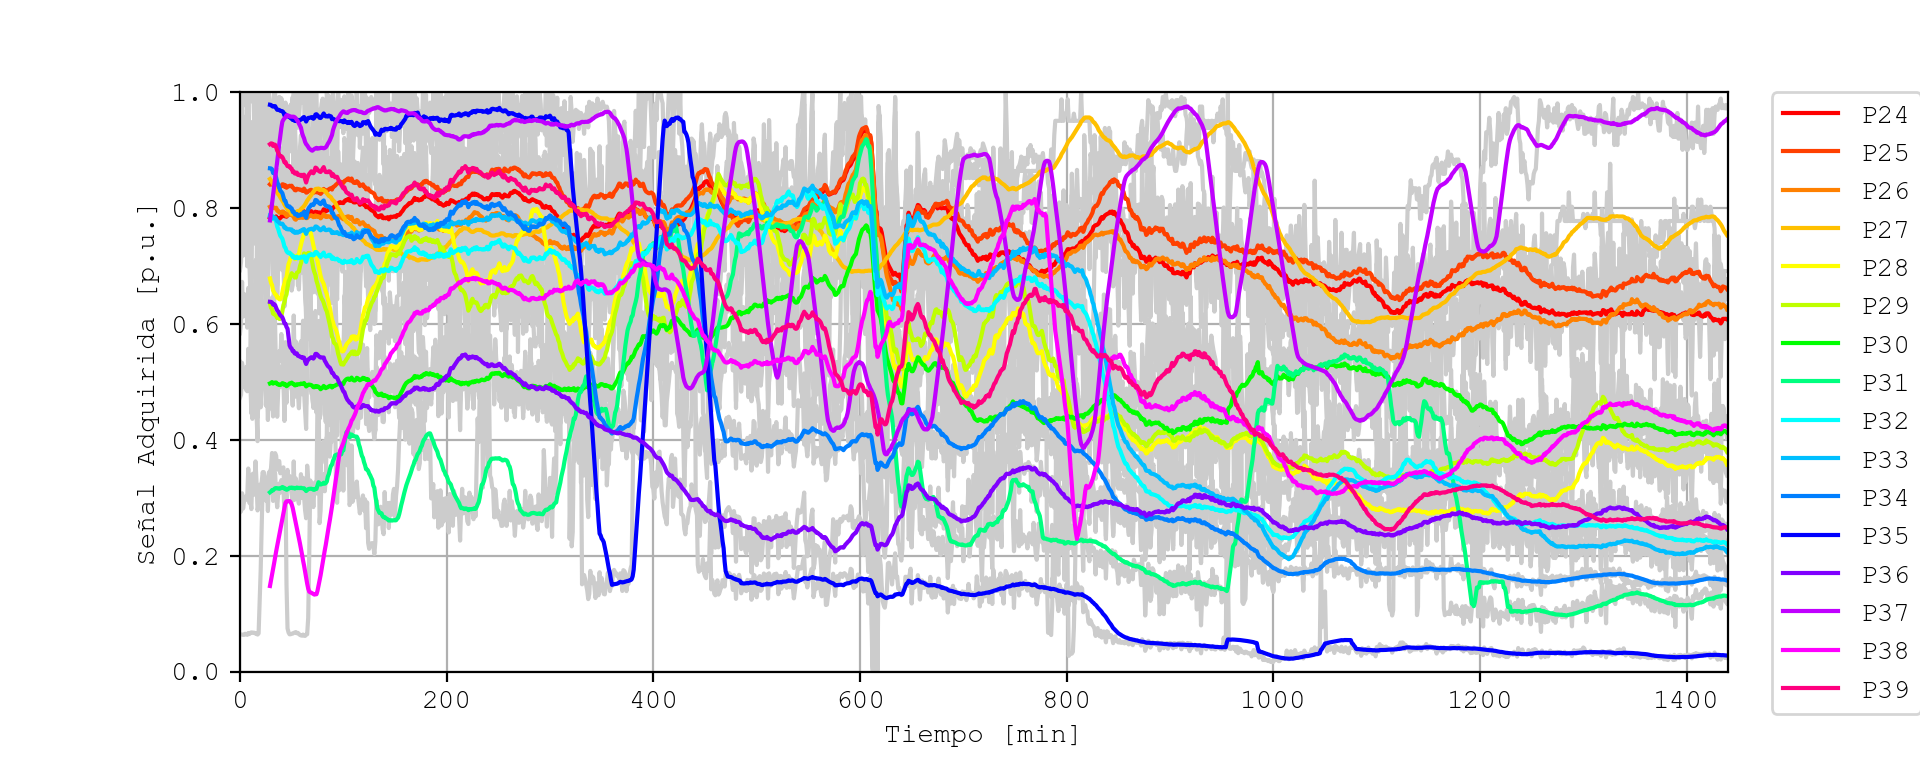 1.0
0.8
0.6
0.4
0.2
0.0
0 200 400 600 800 1000 1200 1400
Tiempo [min]
Señal Adquirida [p.u.]
P24
P25
P26
P27
P28
P29
P30
P31
P32
P33
P34
P35
P36
P37
P38
P39